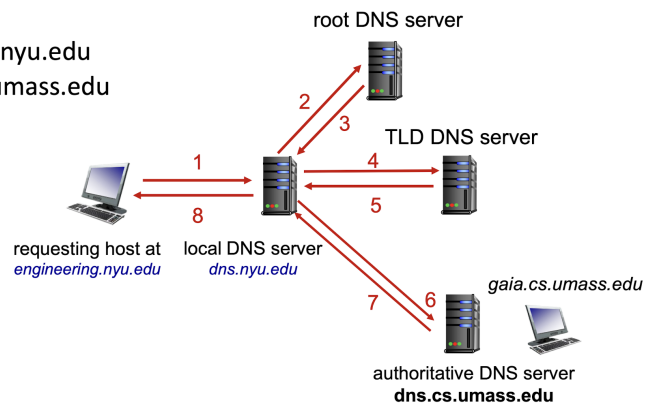 root DNS server
nyu.edu
umass.edu
2
3
TLD DNS server
1
4
8
5
requesting host at
engineering.nyu.edu
local DNS server
dns.nyu.edu
6
7
gaia.cs.umass.edu
authoritative DNS server
dns.cs.umass.edu